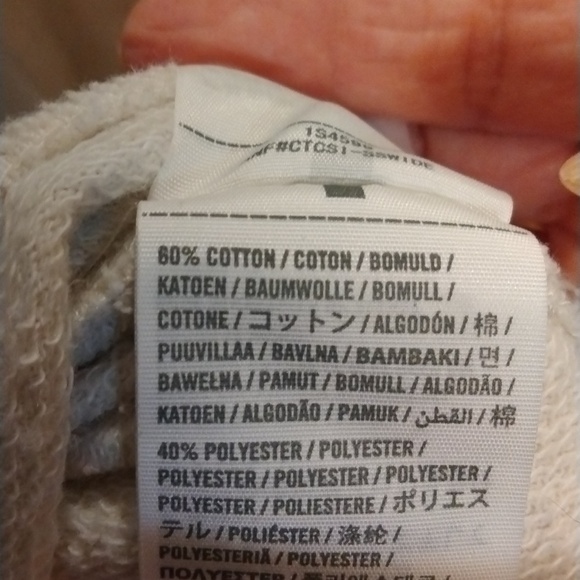 60% COTTON / COTON / BOMULD /
KATOEN / BAUMWOLLE / BOMULL /
COTONE / コットン / ALGODÓN / 棉 /
PUUVILLAA / BAVLNA / BAMBAKI / 면 /
BAWEŁNA / PAMUT / BOMULL / ALGODÃO /
KATOEN / ALGODÃO / PAMUK / القطن / 棉
40% POLYESTER / POLYESTER /
POLYESTER / POLYESTER / POLYESTER /
POLYESTER / POLIESTERE / ポリエス
テル / POLIÉSTER / 涤纶 /
POLYESTERIÄ / POLYESTER /